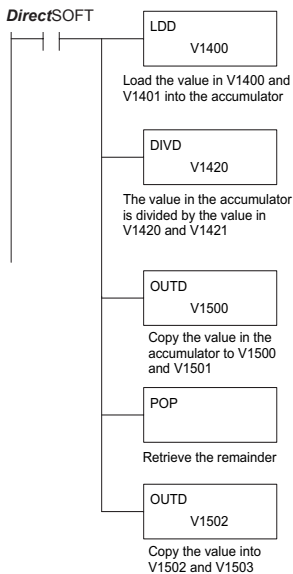 DirectSOFT
LDD
V1400
Load the value in V1400 and
V1401 into the accumulator
DIVD
V1420
The value in the accumulator
is divided by the value in
V1420 and V1421
OUTD
V1500
Copy the value in the
accumulator to V1500
and V1501
POP
Retrieve the remainder
OUTD
V1502
Copy the value into
V1502 and V1503